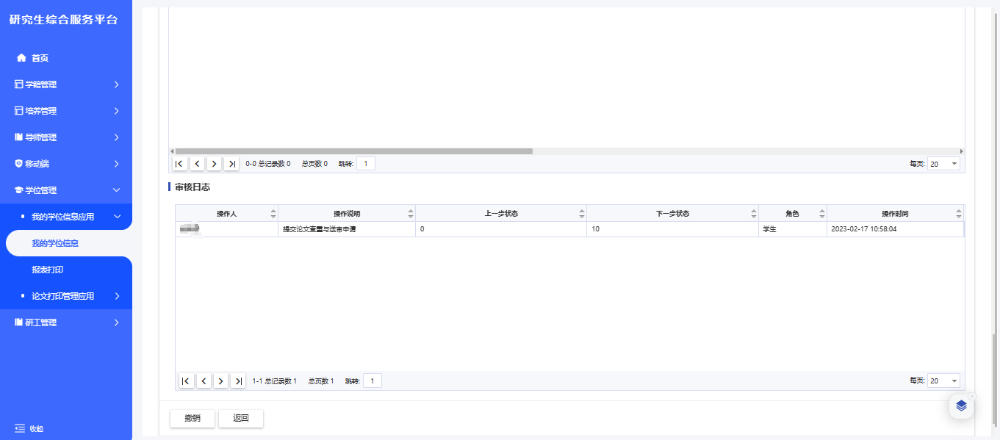 研究生综合服务平台
首页
学籍管理
培养管理
导师管理
移动端
学位管理
我的学位信息应用
我的学位信息
报表打印
论文打印管理应用
研工管理
收起
0-0 总记录数 0 总页数 0 跳转: 1 每页: 20
审核日志
操作人 操作说明 上一步状态 下一步状态 角色 操作时间
提交论文查重与送审申请 0 10 学生 2023-02-17 10:58:04
1-1 总记录数 1 总页数 1 跳转: 1 每页: 20
撤销 返回